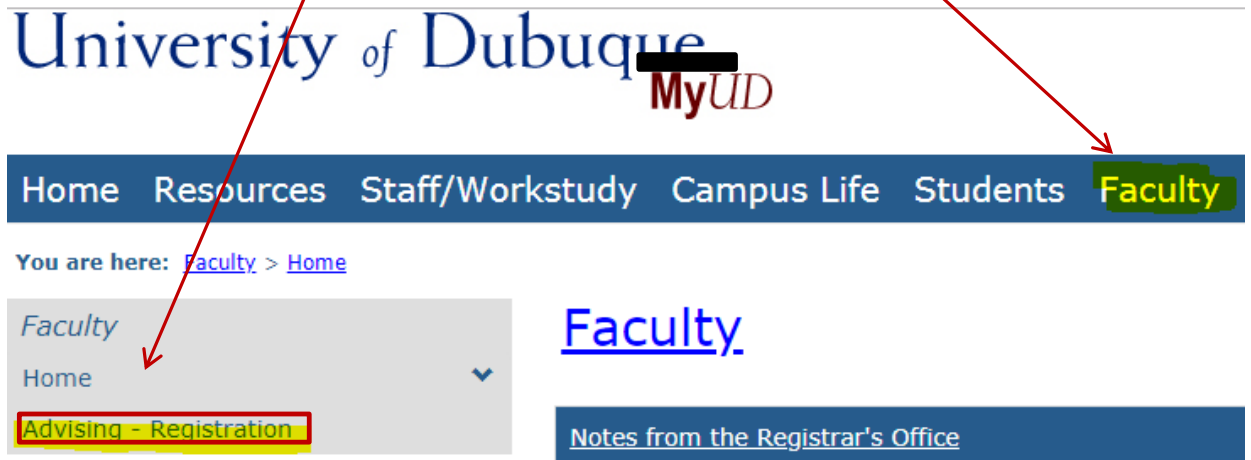 University of Dubuque
MyUD
Home Resources Staff/Workstudy Campus Life Students Faculty
You are here: Faculty > Home
Faculty
Home
Advising - Registration
Faculty
Notes from the Registrar's Office